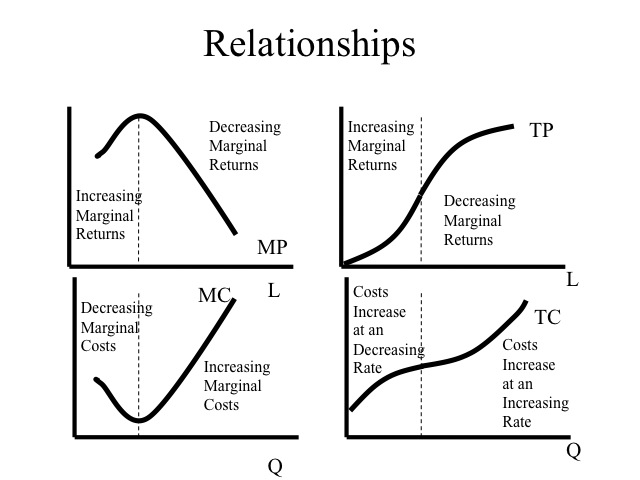 Relationships
Decreasing
Marginal
Returns
Increasing
Marginal
Returns
MP
L
Increasing
Marginal
Returns
TP
Decreasing
Marginal
Returns
L
Decreasing
Marginal
Costs
MC
Increasing
Marginal
Costs
Q
Costs
Increase
at an
Decreasing
Rate
TC
Costs
Increase
at an
Increasing
Rate
Q